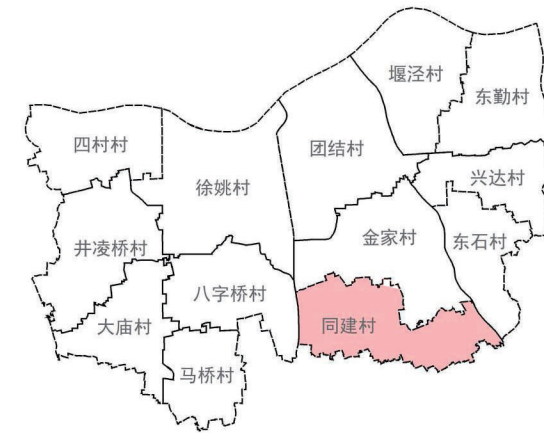 堰泾村
东勤村
四村村
团结村
兴达村
徐姚村
金家村
东石村
井凌桥村
八字桥村
大庙村
同建村
马桥村